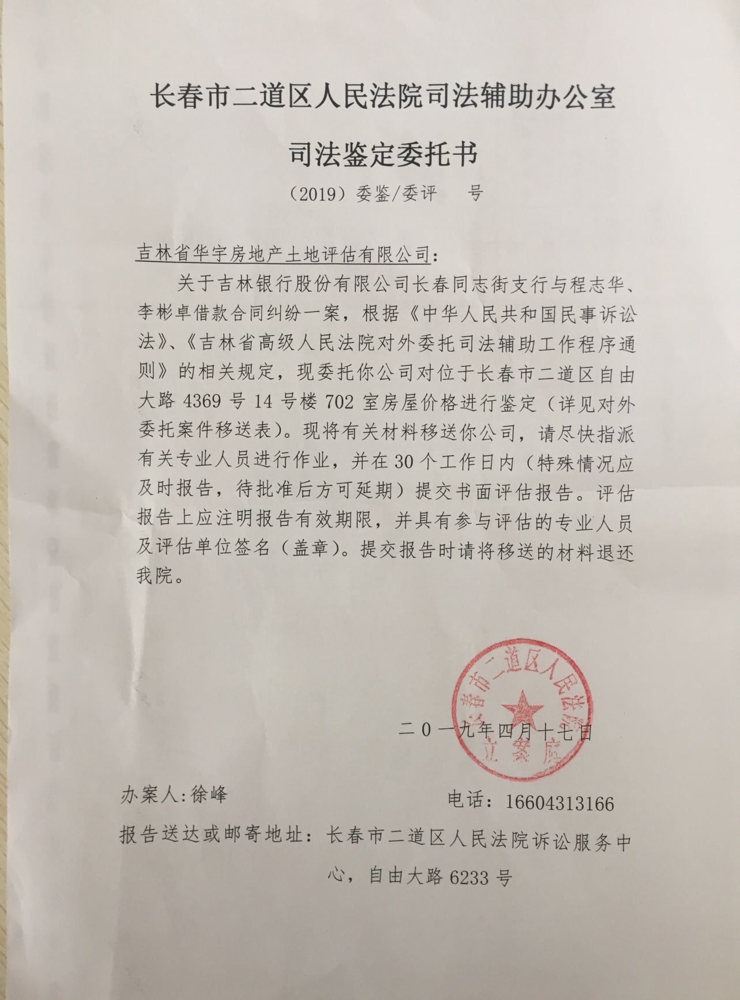 长春市二道区人民法院司法辅助办公室
司法鉴定委托书
（2019）委鉴/委评　　号
吉林省华宇房地产土地评估有限公司：
关于吉林银行股份有限公司长春同志街支行与程志华、
李彬卓借款合同纠纷一案，根据《中华人民共和国民事诉讼
法》、《吉林省高级人民法院对外委托司法辅助工作程序通
则》的相关规定，现委托你公司对位于长春市二道区自由
大路 4369 号 14 号楼 702 室房屋价格进行鉴定（详见对外
委托案件移送表）。现将有关材料移送你公司，请尽快指派
有关专业人员进行作业，并在 30 个工作日内（特殊情况应
及时报告，待批准后方可延期）提交书面评估报告。评估
报告上应注明报告有效期限，并具有参与评估的专业人员
及评估单位签名（盖章）。提交报告时请将移送的材料退还
我院。
长春市二道区人民法院
二0一九年四月十七日
立案庭
办案人:徐峰　　电话：16604313166
报告送达或邮寄地址：长春市二道区人民法院诉讼服务中
心，自由大路 6233 号